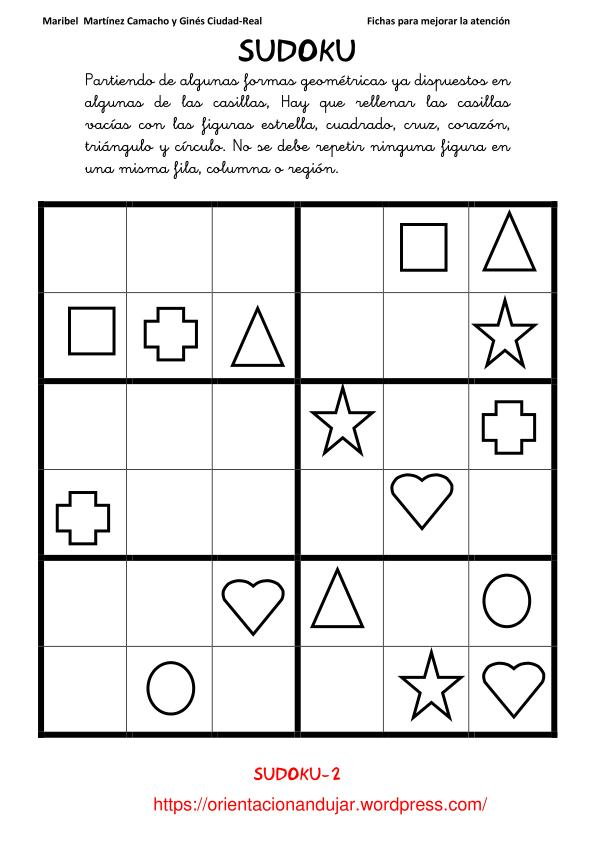 Maribel Martínez Camacho y Ginés Ciudad-Real Fichas para mejorar la atención
SUDOKU
Partiendo de algunas formas geométricas ya dispuestos en
algunas de las casillas, Hay que rellenar las casillas
vacías con las figuras estrella, cuadrado, cruz, corazón,
triángulo y círculo. No se debe repetir ninguna figura en
una misma fila, columna o región.
SUDOKU-2
https://orientacionandujar.wordpress.com/